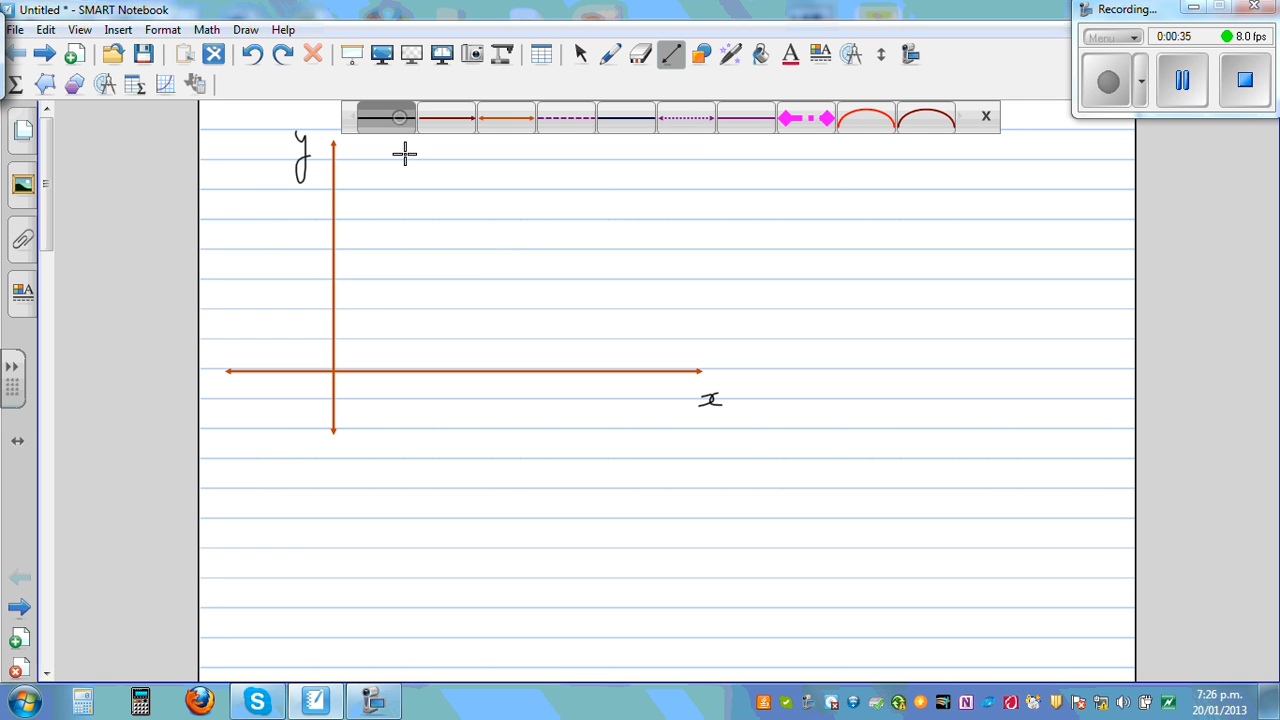 Untitled * - SMART Notebook
Recording...
File Edit View Insert Format Math Draw Help
Menu 0:00:35 8.0 fps
y
x
7:26 p.m.
20/01/2013